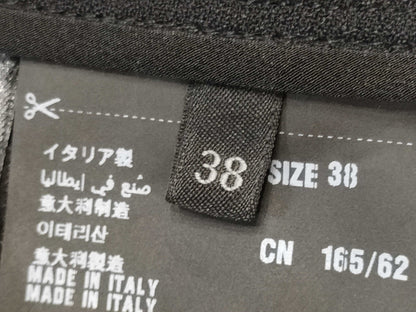 38
SIZE 38
CN 165/62
イタリア製
صنع في إيطاليا
意大利制造
이테리산
意大利製造
MADE IN ITALY
MADE IN ITALY